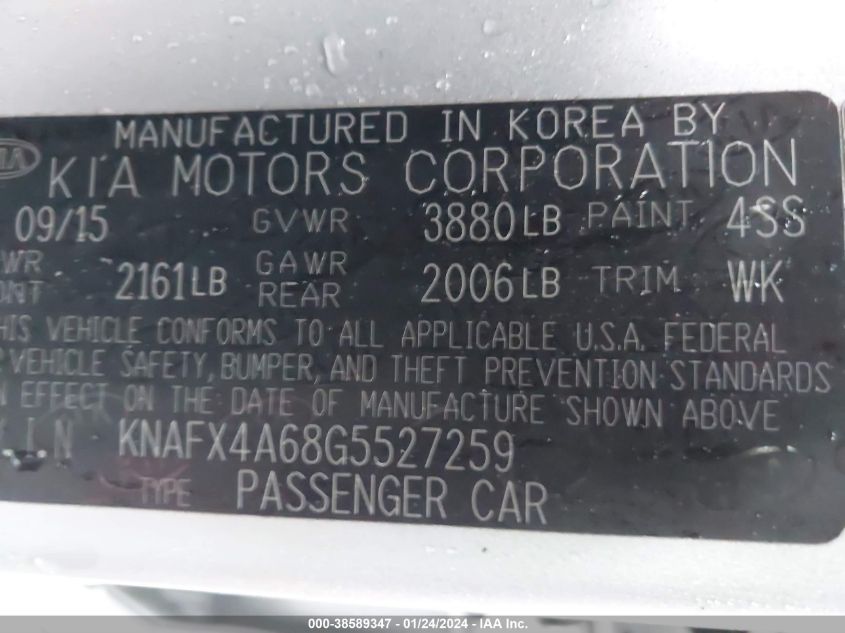 MANUFACTURED IN KOREA BY
KIA MOTORS CORPORATION
09/15 GVWR 3880LB PAINT 4SS
2161LB GAWR REAR 2006LB TRIM WK
VEHICLE CONFORMS TO ALL APPLICABLE U.S.A. FEDERAL
VEHICLE SAFETY, BUMPER, AND THEFT PREVENTION STANDARDS
EFFECT ON THE DATE OF MANUFACTURE SHOWN ABOVE.
VIN KNAFX4A68G5527259
TYPE PASSENGER CAR
000-38589347 - 01/24/2024 - IAA Inc.